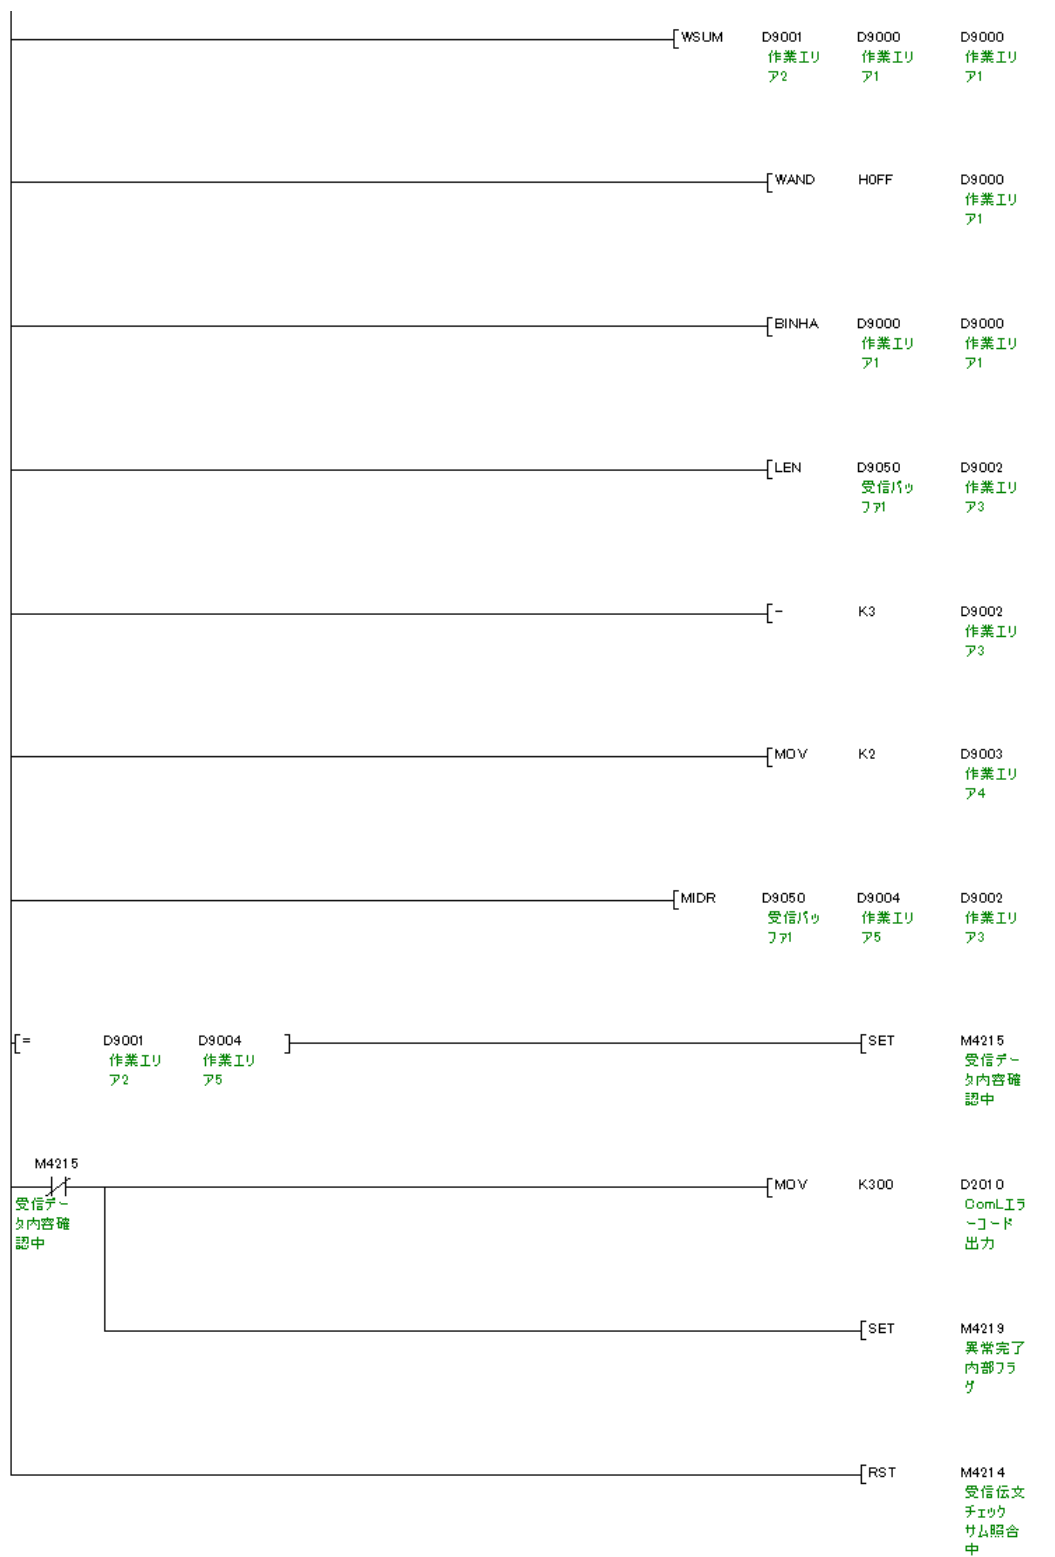 WSUM D9001 D9000 D9000
作業エリ 作業エリ 作業エリ
ア2 ア1 ア1
WAND H0FF D9000
作業エリ
ア1
BINHA D9000 D9000
作業エリ 作業エリ
ア1 ア1
LEN D9050 D9002
受信バッ 作業エリ
ファ1 ア3
- K3 D9002
作業エリ
ア3
MOV K2 D9003
作業エリ
ア4
MIDR D9050 D9004 D9002
受信バッ 作業エリ 作業エリ
ファ1 ア5 ア3
= D9001 D9004 SET M4215
作業エリ 作業エリ 受信デー
ア2 ア5 タ内容確
認中
M4215
MOV K300 D2010
受信デー ComLエラ
タ内容確 ーコード
認中 出力
SET M4219
異常完了
内部フラ
グ
RST M4214
受信伝文
チェック
サム照合
中